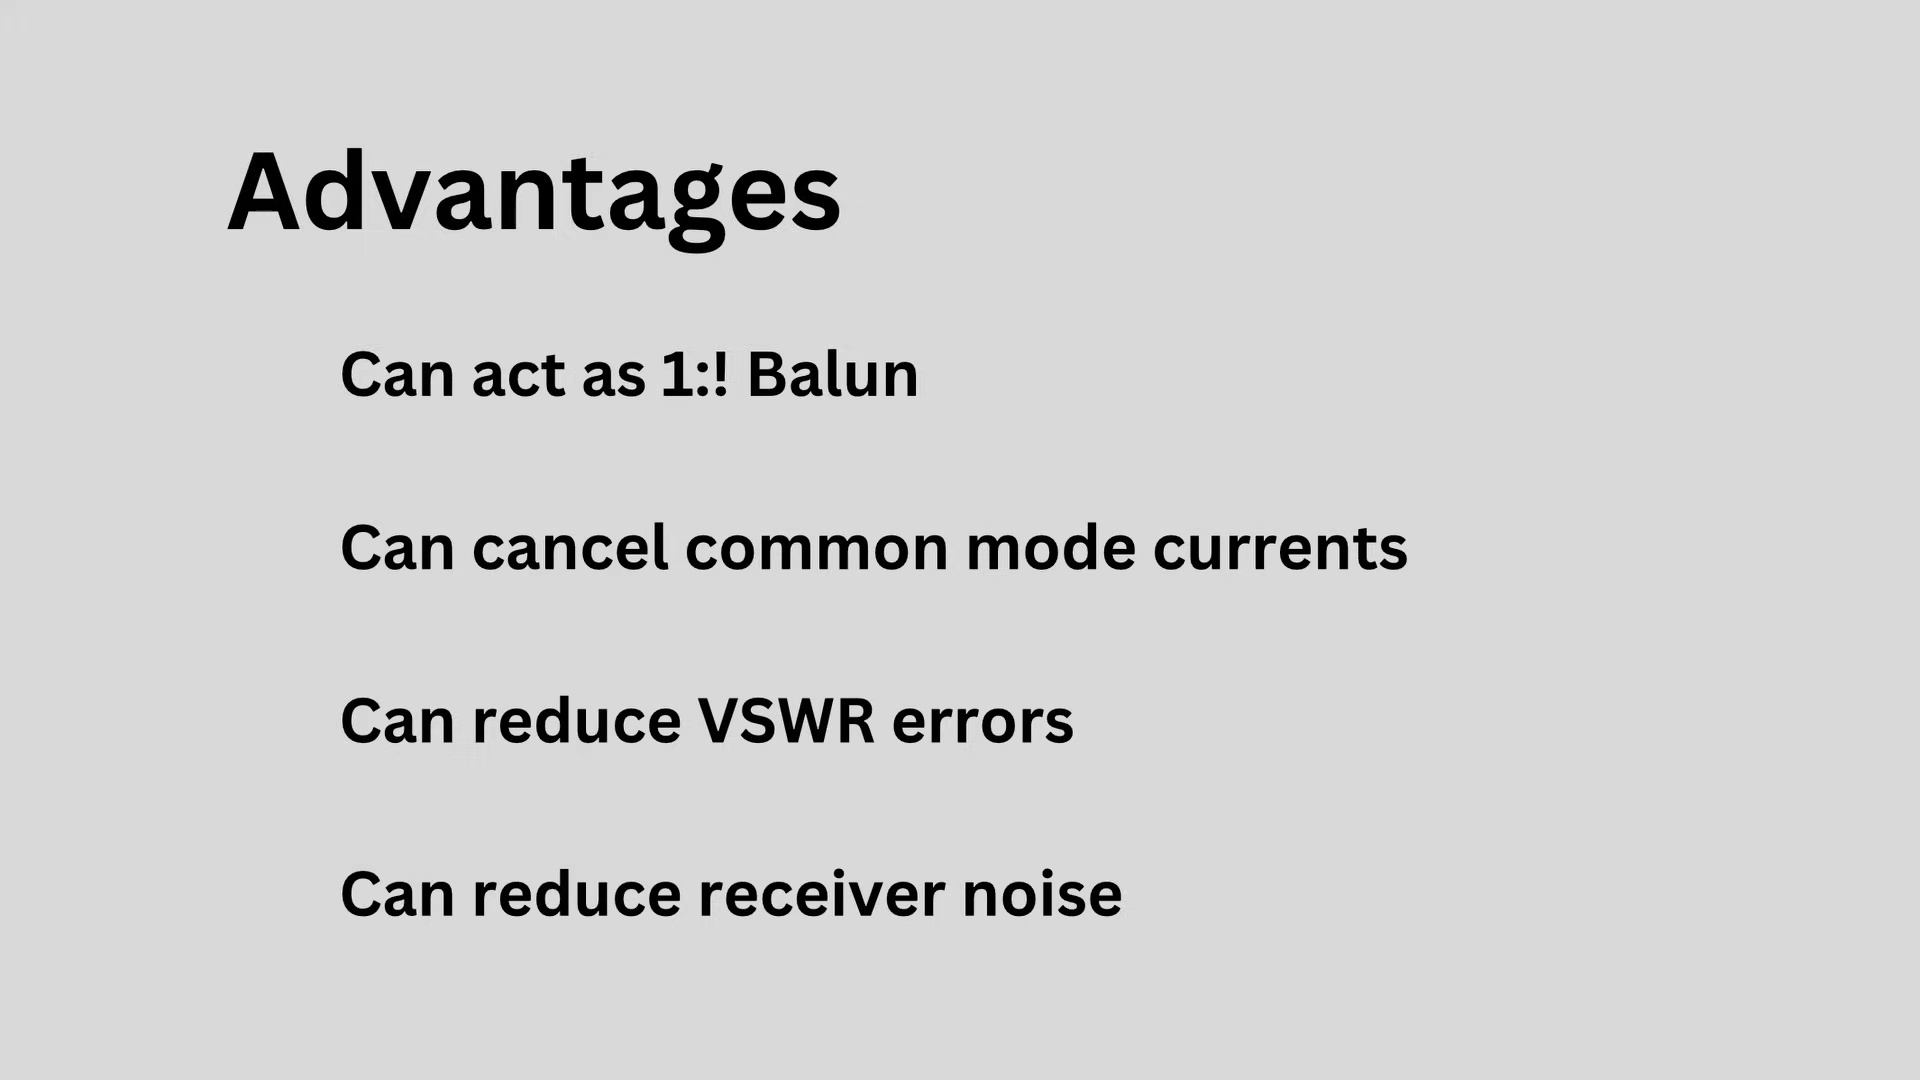 Advantages
Can act as 1:! Balun
Can cancel common mode currents
Can reduce VSWR errors
Can reduce receiver noise